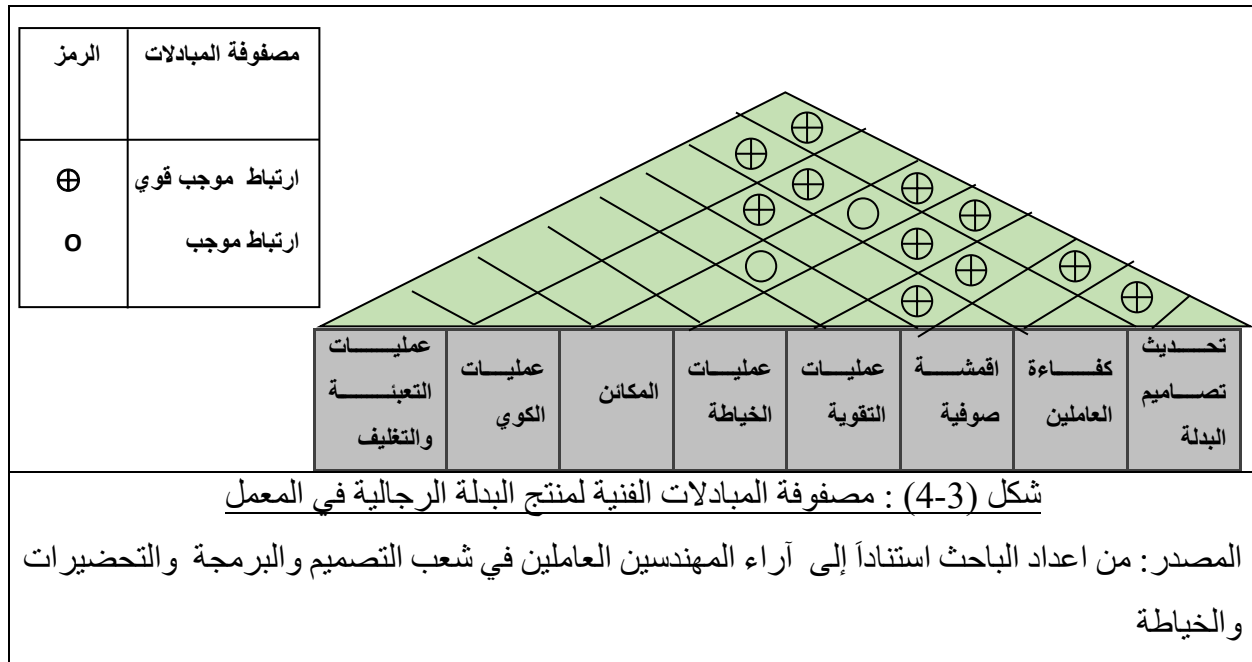 مصفوفة المبادلات الرمز
ارتباط موجب قوي ⊕
ارتباط موجب o
تحديث
تصاميم
البدلة
كفاءة
العاملين
اقمشة
صوفية
عمليات
التقوية
عمليات
الخياطة
المكائن
عمليات
الكوي
عمليات
التعبئة
والتغليف
شكل (3-4) : مصفوفة المبادلات الفنية لمنتج البدلة الرجالية في المعمل
المصدر: من اعداد الباحث استناداَ إلى آراء المهندسين العاملين في شعب التصميم والبرمجة والتحضيرات
والخياطة